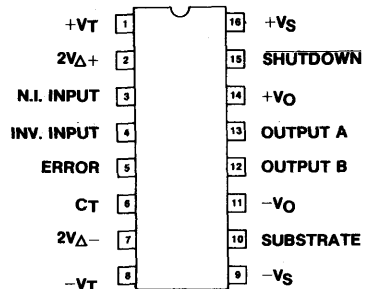 +VT 1 16 +VS
2VΔ+ 2 15 SHUTDOWN
N.I. INPUT 3 14 +VO
INV. INPUT 4 13 OUTPUT A
ERROR 5 12 OUTPUT B
CT 6 11 −VO
2VΔ− 7 10 SUBSTRATE
−VT 8 9 −VS